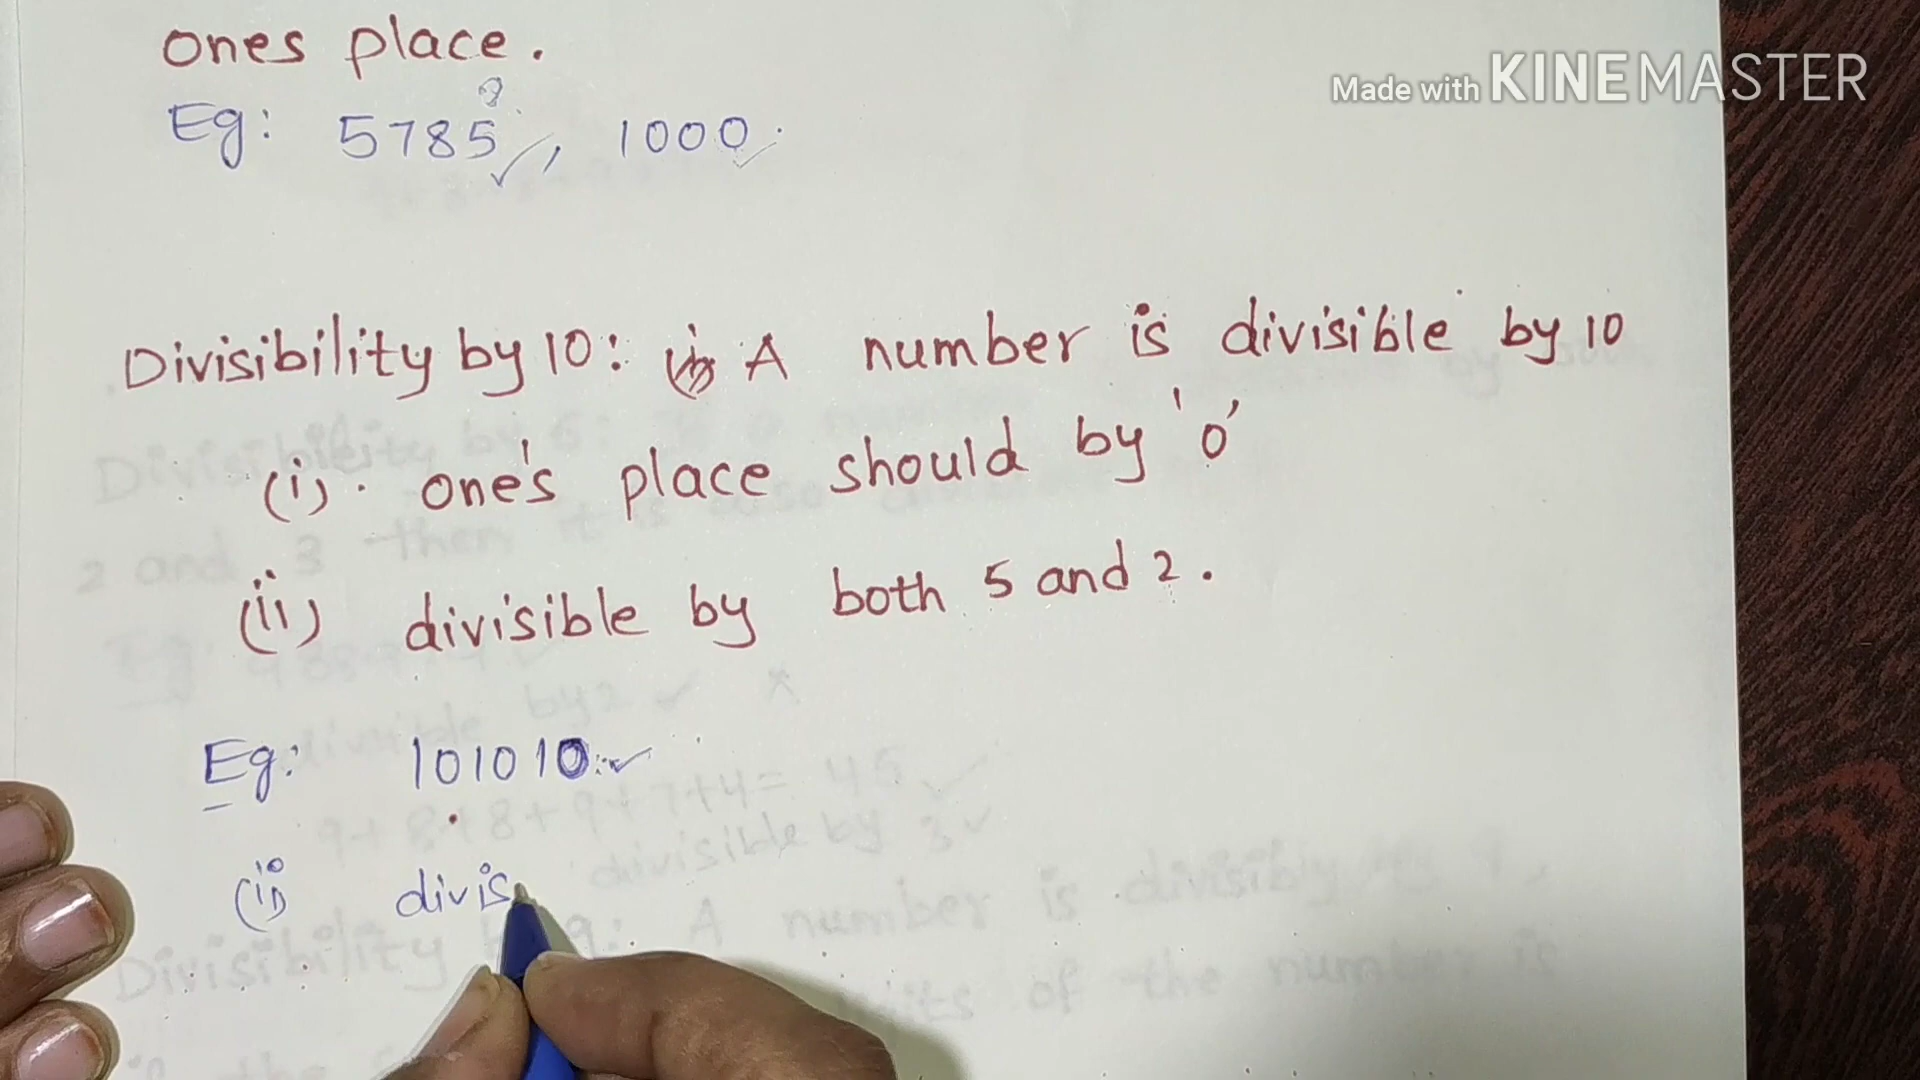 ones place.
Made with KINEMASTER
Eg: 5785, 1000.
Divisibility by 10: A number is divisible by 10
(i). one's place should by '0'
(ii) divisible by both 5 and 2.
Eg: 101010
(ii) divis